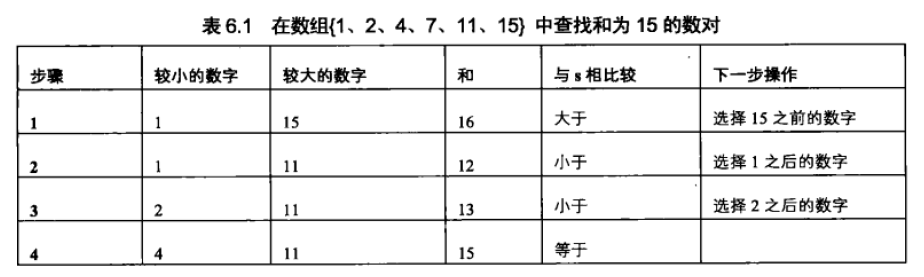 表 6.1 在数组{1、2、4、7、11、15} 中查找和为 15 的数对
步骤 较小的数字 较大的数字 和 与 s 相比较 下一步操作
1 1 15 16 大于 选择 15 之前的数字
2 1 11 12 小于 选择 1 之后的数字
3 2 11 13 小于 选择 2 之后的数字
4 4 11 15 等于